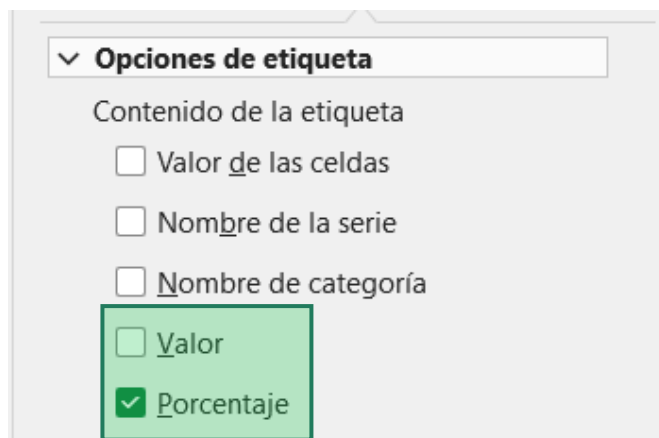 Opciones de etiqueta
Contenido de la etiqueta
Valor de las celdas
Nombre de la serie
Nombre de categoría
Valor
Porcentaje